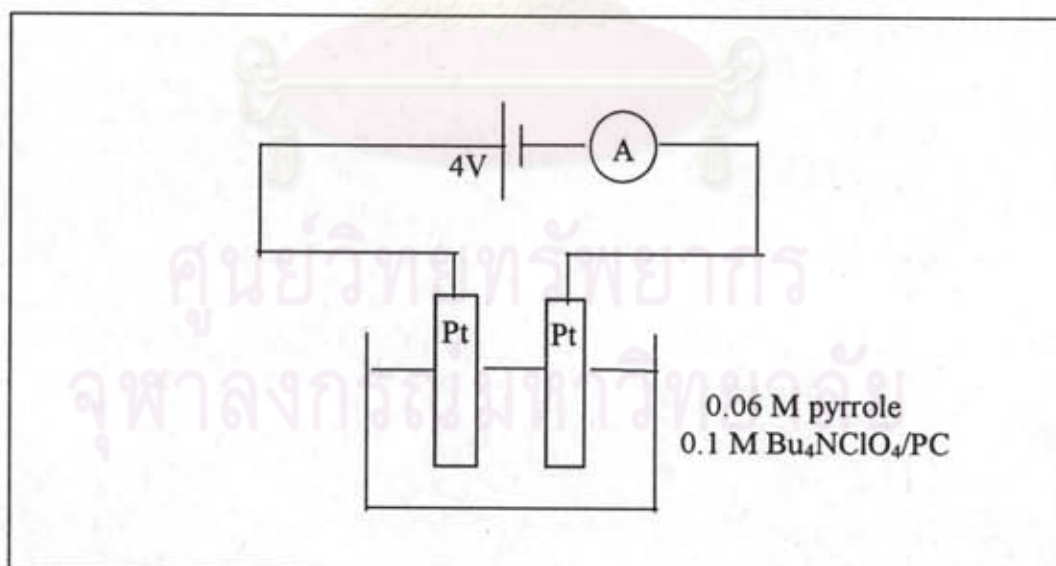 4V
A
Pt
Pt
0.06 M pyrrole
0.1 M Bu₄NClO₄/PC
ศูนย์วิทยทรัพยากร
จุฬาลงกรณ์มหาวิทยาลัย